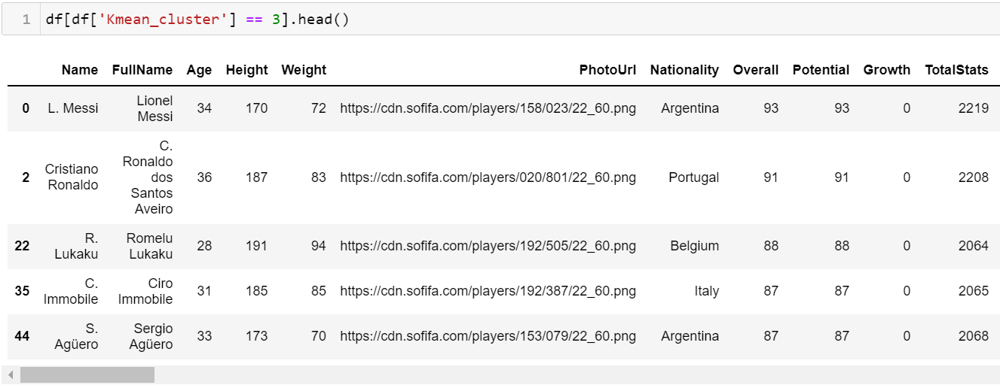 1 df[df['Kmean_cluster'] == 3].head()
Name FullName Age Height Weight PhotoUrl Nationality Overall Potential Growth TotalStats
0 L. Messi Lionel Messi 34 170 72 https://cdn.sofifa.com/players/158/023/22_60.png Argentina 93 93 0 2219
2 Cristiano Ronaldo C. Ronaldo dos Santos Aveiro 36 187 83 https://cdn.sofifa.com/players/020/801/22_60.png Portugal 91 91 0 2208
22 R. Lukaku Romelu Lukaku 28 191 94 https://cdn.sofifa.com/players/192/505/22_60.png Belgium 88 88 0 2064
35 C. Immobile Ciro Immobile 31 185 85 https://cdn.sofifa.com/players/192/387/22_60.png Italy 87 87 0 2065
44 S. Agüero Sergio Agüero 33 173 70 https://cdn.sofifa.com/players/153/079/22_60.png Argentina 87 87 0 2068